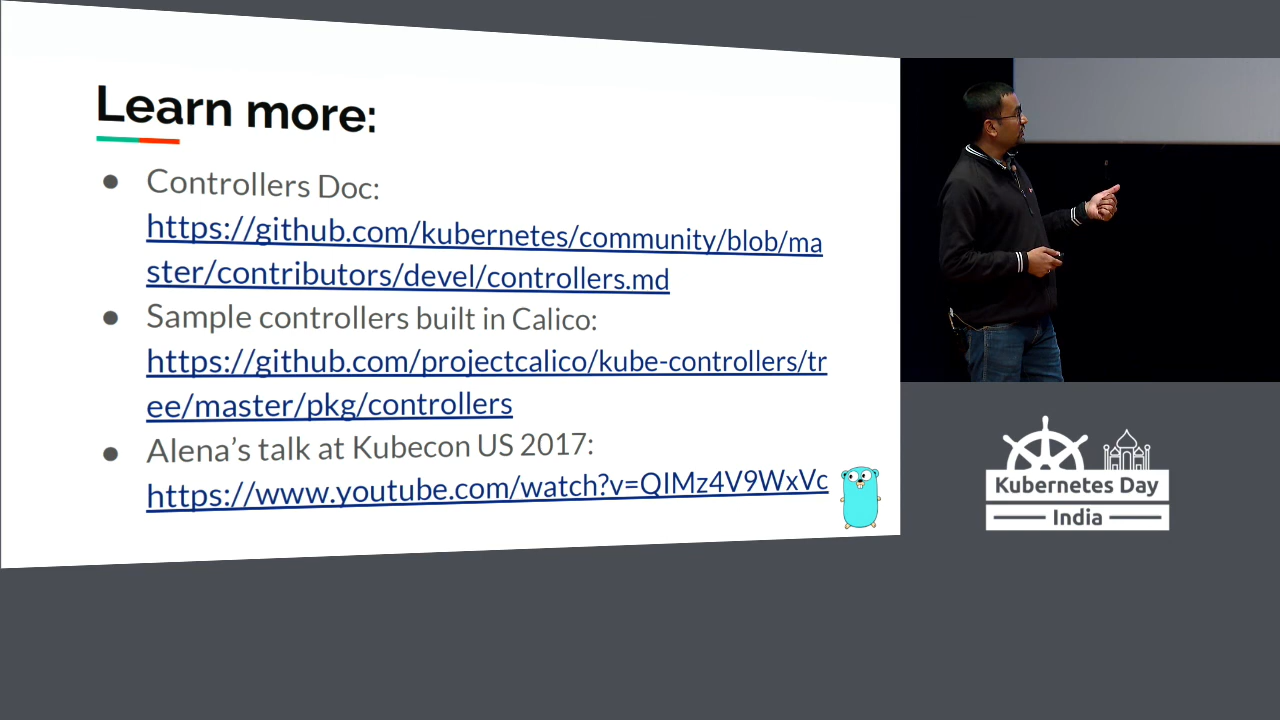 Learn more:
● Controllers Doc:
https://github.com/kubernetes/community/blob/ma
ster/contributors/devel/controllers.md
● Sample controllers built in Calico:
https://github.com/projectcalico/kube-controllers/tr
ee/master/pkg/controllers
● Alena’s talk at Kubecon US 2017:
https://www.youtube.com/watch?v=QIMz4V9WxVc
Kubernetes Day
India